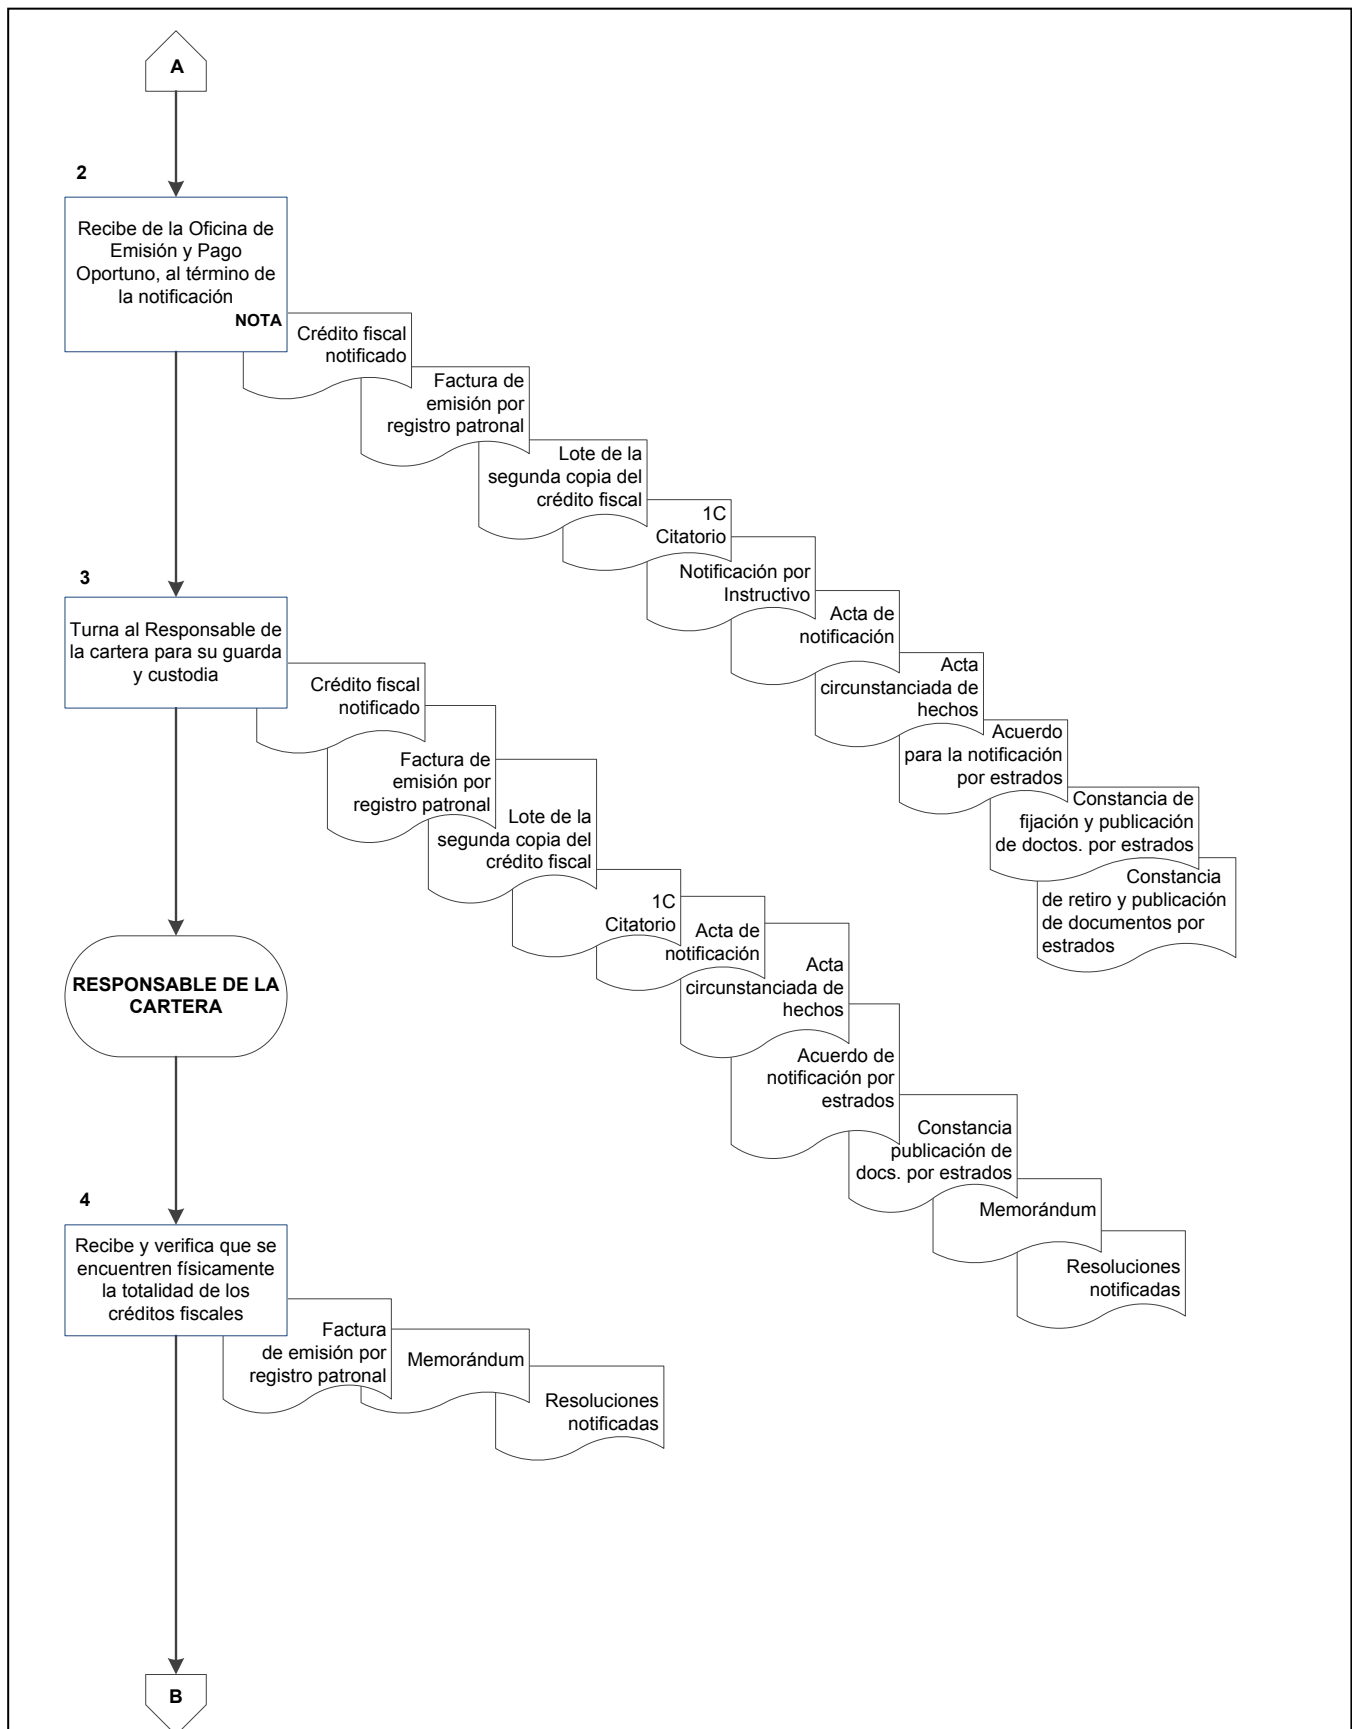 A
2
Recibe de la Oficina de
Emisión y Pago
Oportuno, al término de
la notificación
NOTA
Crédito fiscal
notificado
Factura de
emisión por
registro patronal
Lote de la
segunda copia del
crédito fiscal
1C
Citatorio
Notificación por
Instructivo
Acta de
notificación
Acta
circunstanciada de
hechos
Acuerdo
para la notificación
por estrados
Constancia de
fijación y publicación
de doctos. por estrados
Constancia
de retiro y publicación
de documentos por
estrados
3
Turna al Responsable de
la cartera para su guarda
y custodia
Crédito fiscal
notificado
Factura de
emisión por
registro patronal
Lote de la
segunda copia del
crédito fiscal
1C
Citatorio
Acta de
notificación
Acta
circunstanciada de
hechos
Acuerdo de
notificación por
estrados
Constancia
publicación de
docs. por estrados
Memorándum
Resoluciones
notificadas
RESPONSABLE DE LA
CARTERA
4
Recibe y verifica que se
encuentren físicamente
la totalidad de los
créditos fiscales
Factura
de emisión por
registro patronal
Memorándum
Resoluciones
notificadas
B